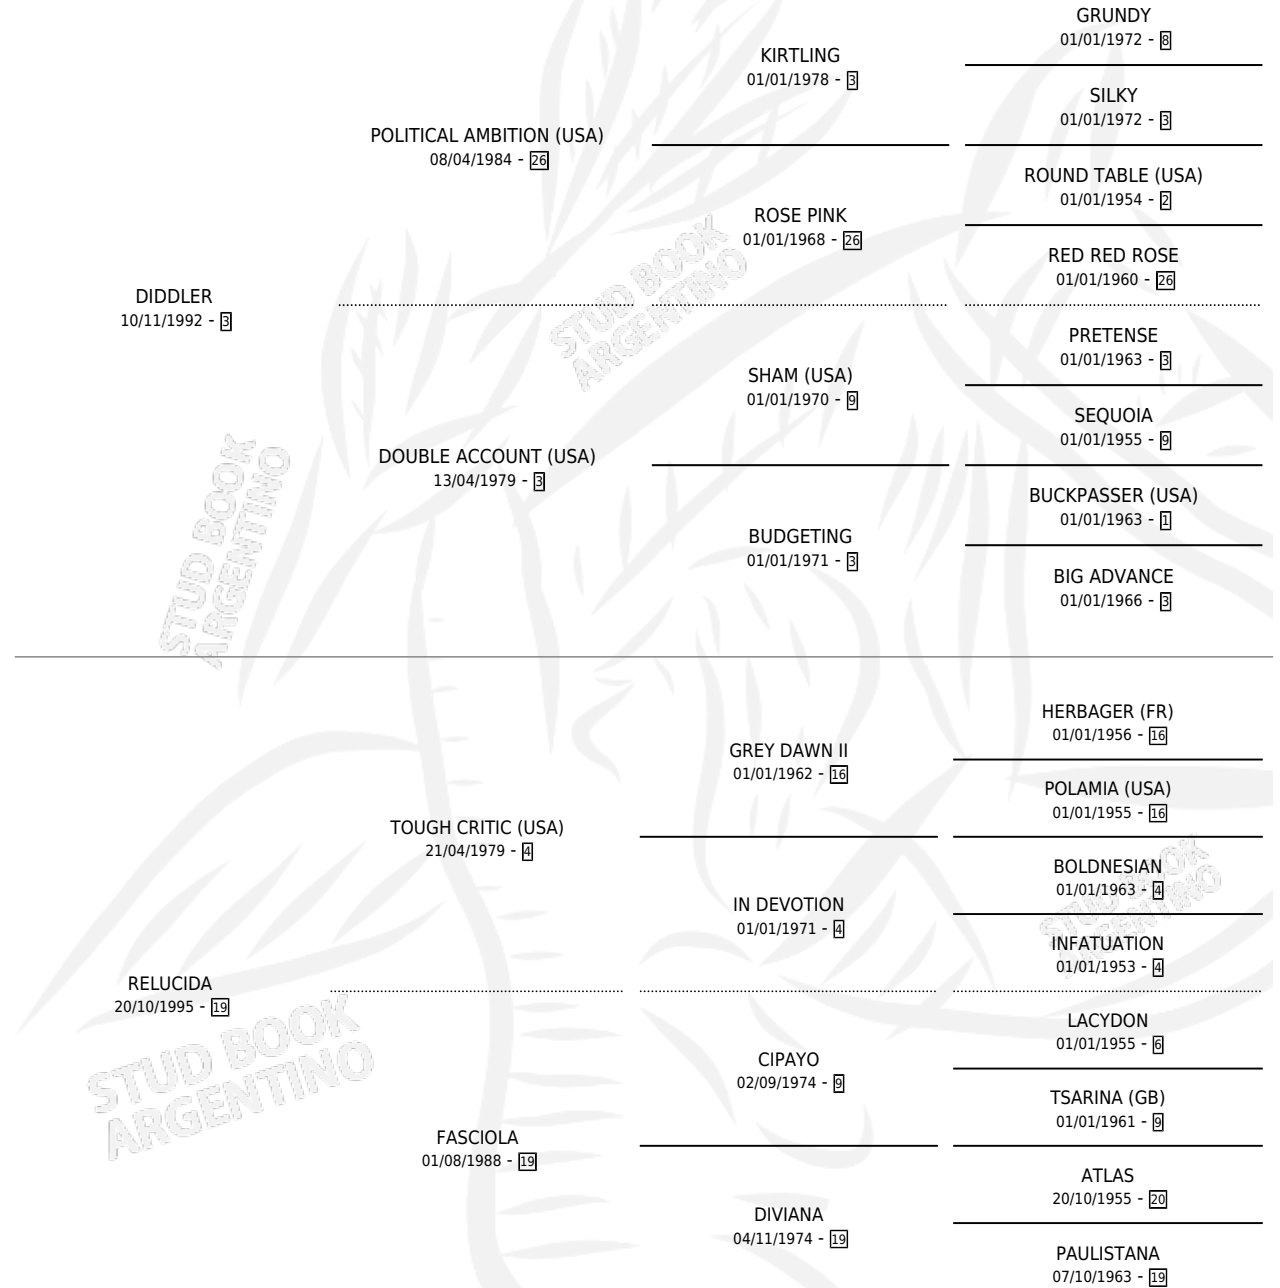 GRUNDY
01/01/1972 - 8
KIRTLING
01/01/1978 - 3
SILKY
01/01/1972 - 3
POLITICAL AMBITION (USA)
08/04/1984 - 26
ROUND TABLE (USA)
01/01/1954 - 2
ROSE PINK
01/01/1968 - 26
RED RED ROSE
01/01/1960 - 26
DIDDLER
10/11/1992 - 3
STUD BOOK
ARGENTINO
PRETENSE
01/01/1963 - 3
SHAM (USA)
01/01/1970 - 9
SEQUOIA
01/01/1955 - 9
DOUBLE ACCOUNT (USA)
13/04/1979 - 3
BUCKPASSER (USA)
01/01/1963 - 1
BUDGETING
01/01/1971 - 3
BIG ADVANCE
01/01/1966 - 3
STUD BOOK
ARGENTINO
HERBAGER (FR)
01/01/1956 - 16
GREY DAWN II
01/01/1962 - 16
POLAMIA (USA)
01/01/1955 - 16
TOUGH CRITIC (USA)
21/04/1979 - 4
BOLDNESIAN
01/01/1963 - 4
IN DEVOTION
01/01/1971 - 4
INFATUATION
01/01/1953 - 4
STUD BOOK
ARGENTINO
RELUCIDA
20/10/1995 - 19
LACYDON
01/01/1955 - 6
CIPAYO
02/09/1974 - 9
TSARINA (GB)
01/01/1961 - 9
STUD BOOK
ARGENTINO
FASCIOLA
01/08/1988 - 19
ATLAS
20/10/1955 - 20
DIVIANA
04/11/1974 - 19
PAULISTANA
07/10/1963 - 19